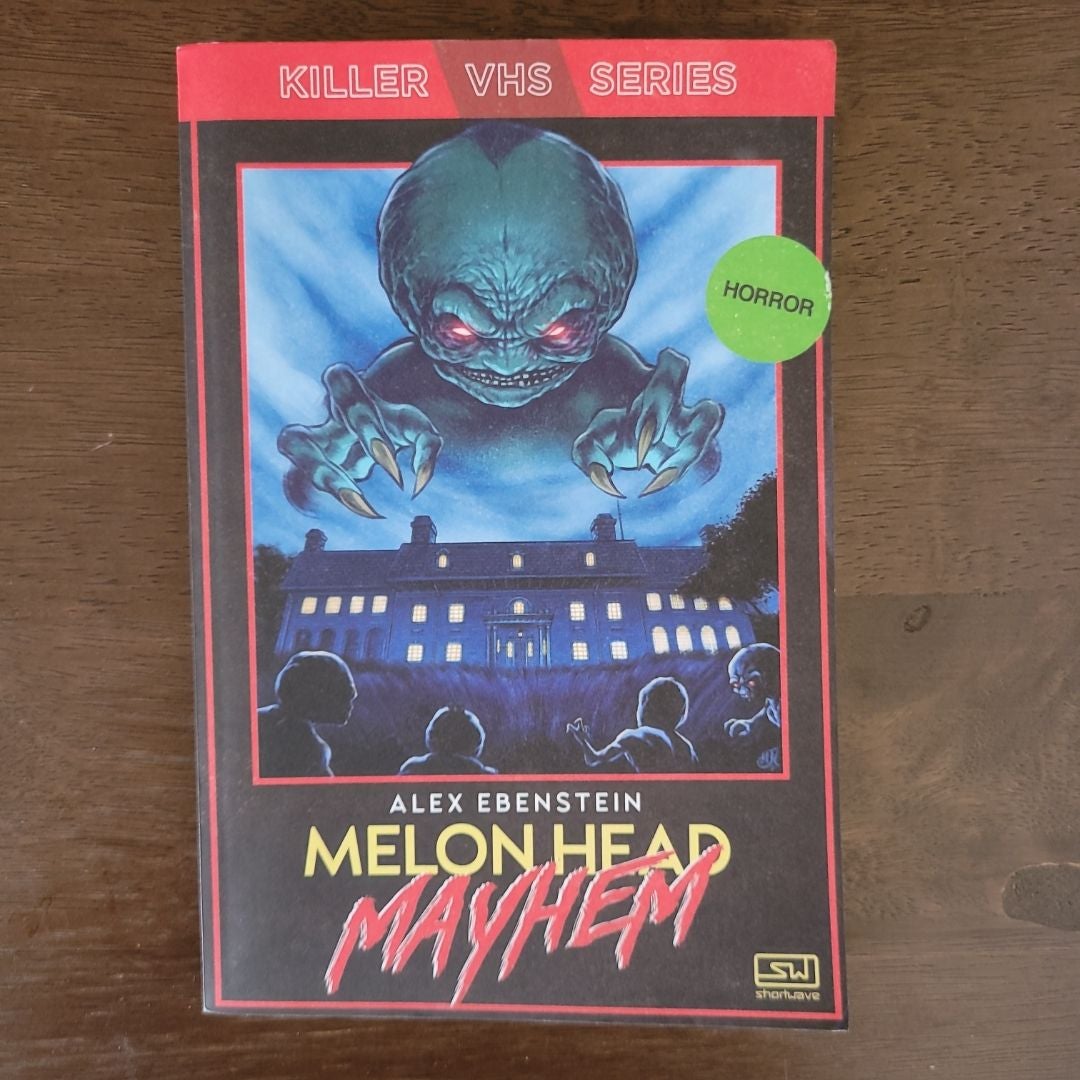 KILLER VHS SERIES
HORROR
ALEX EBENSTEIN
MELON HEAD
MAYHEM
SW
shortwave